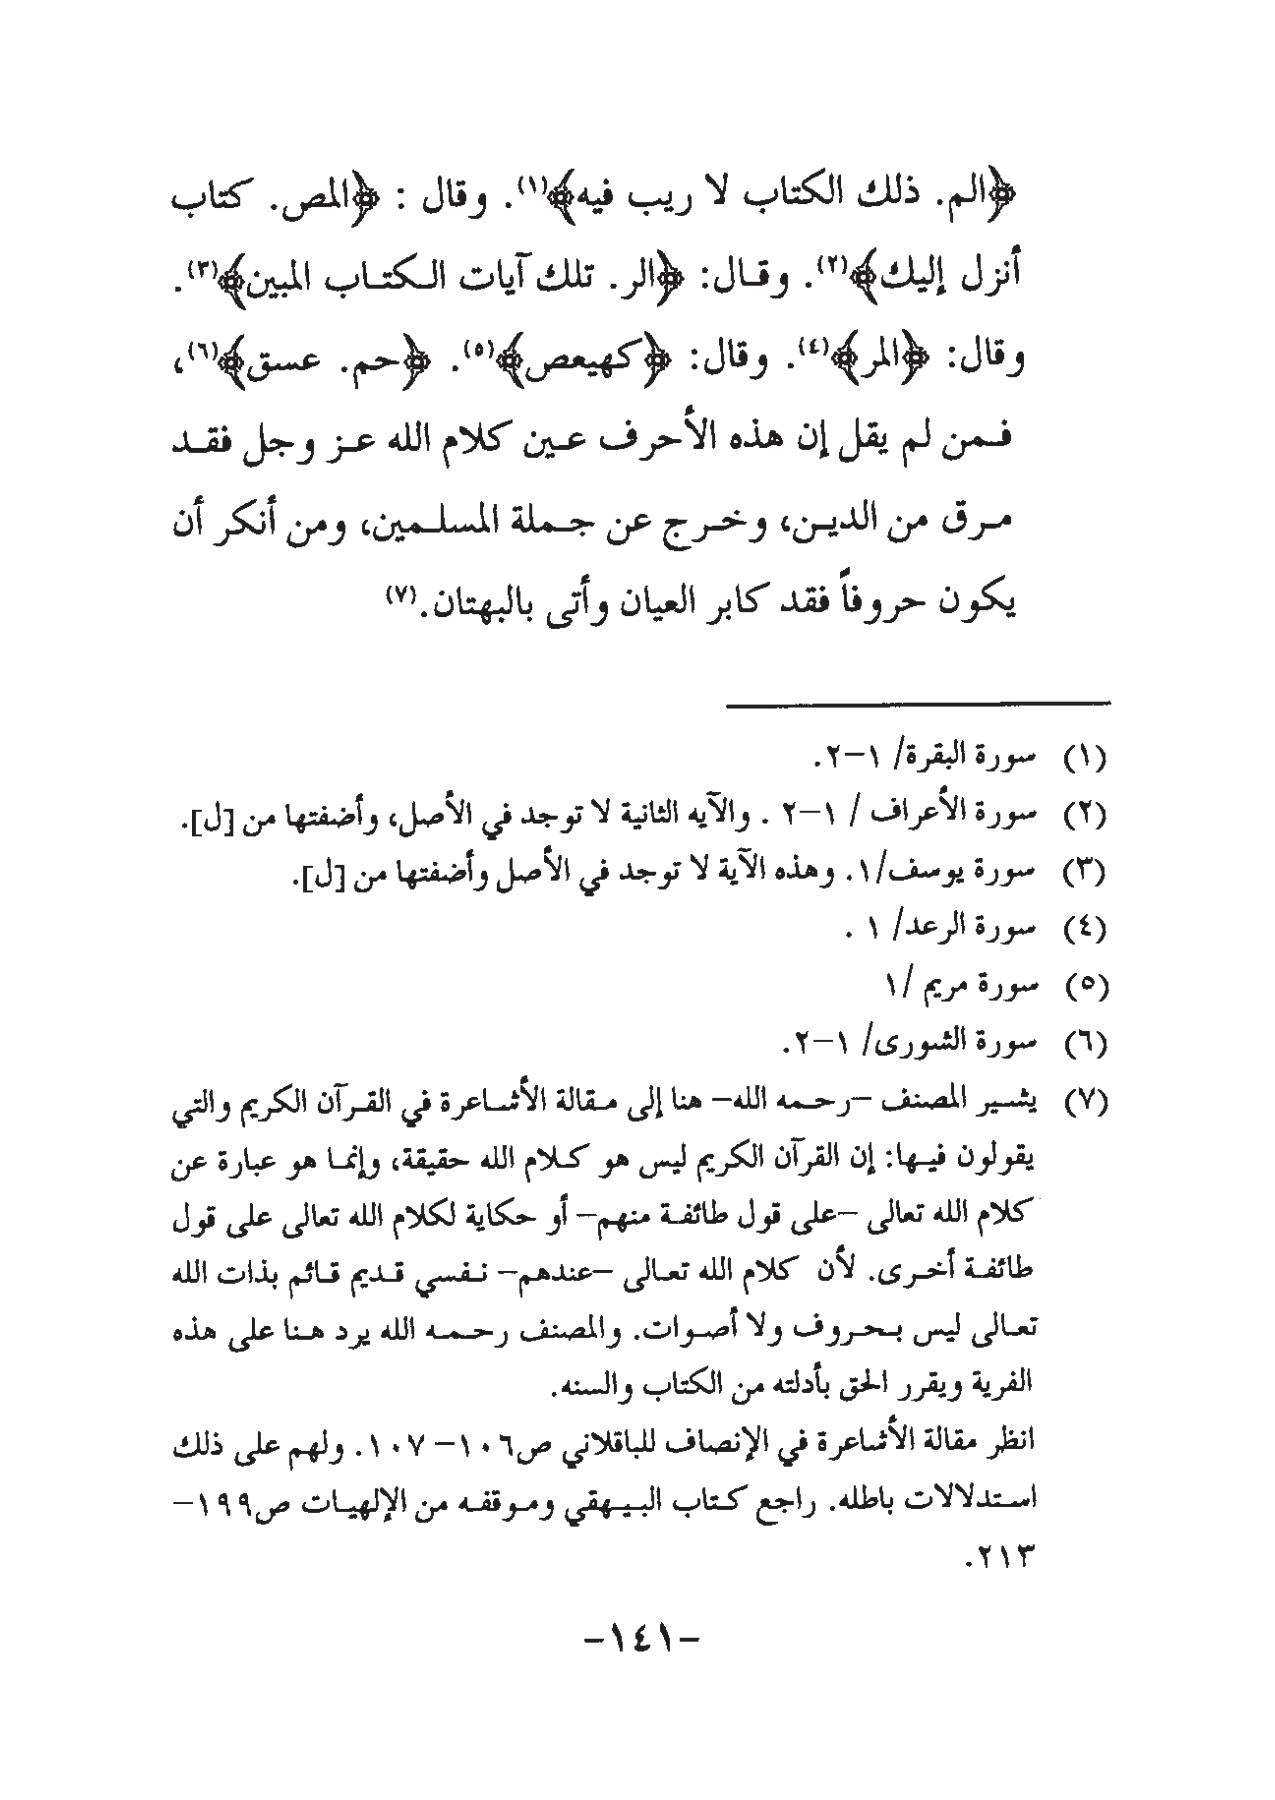 ﴿الم. ذلك الكتاب لا ريب فيه﴾(١). وقال : ﴿المص. كتاب
أنزل إليك﴾(٢). وقال: ﴿الر. تلك آيات الكتاب المبين﴾(٣).
وقال: ﴿المر﴾(٤). وقال: ﴿كهيعص﴾(٥). ﴿حم. عسق﴾(٦)،
فمن لم يقل إن هذه الأحرف عين كلام الله عز وجل فقد
مرق من الدين، وخرج عن جملة المسلمين، ومن أنكر أن
يكون حروفاً فقد كابر العيان وأتى بالبهتان.(٧)
(١) سورة البقرة/ ١-٢.
(٢) سورة الأعراف / ١-٢ . والآيه الثانية لا توجد في الأصل، وأضفتها من [ل].
(٣) سورة يوسف/١. وهذه الآية لا توجد في الأصل وأضفتها من [ل].
(٤) سورة الرعد/ ١ .
(٥) سورة مريم /١
(٦) سورة الشورى/ ١-٢.
(٧) يشير المصنف -رحمه الله- هنا إلى مقالة الأشاعرة في القرآن الكريم والتي
يقولون فيها: إن القرآن الكريم ليس هو كلام الله حقيقة، وإنما هو عبارة عن
كلام الله تعالى -على قول طائفة منهم- أو حكاية لكلام الله تعالى على قول
طائفة أخرى. لأن كلام الله تعالى -عندهم- نفسي قديم قائم بذات الله
تعالى ليس بحروف ولا أصوات. والمصنف رحمه الله يرد هنا على هذه
الفرية ويقرر الحق بأدلته من الكتاب والسنه.
انظر مقالة الأشاعرة في الإنصاف للباقلاني ص١٠٦- ١٠٧. ولهم على ذلك
استدلالات باطله. راجع كتاب البيهقي وموقفه من الإلهيات ص١٩٩-
٢١٣.
-١٤١-